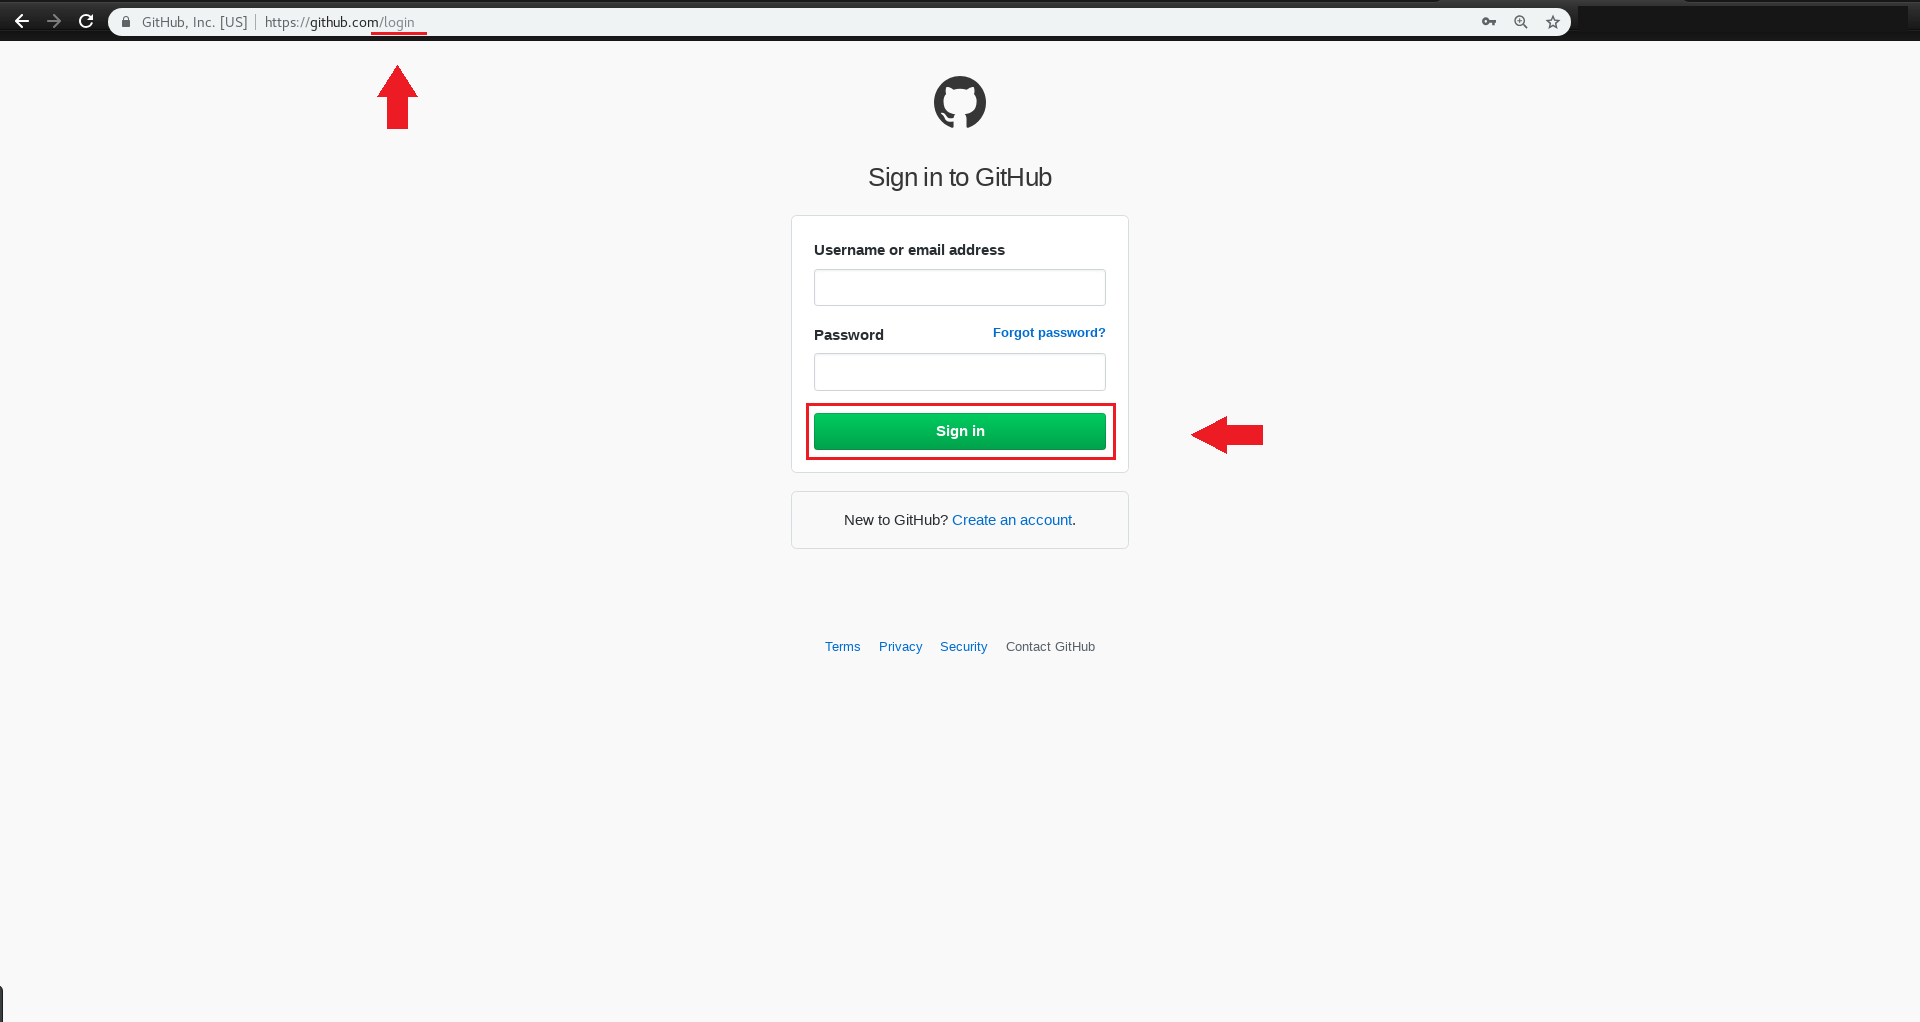 GitHub, Inc. [US] https://github.com/login
Sign in to GitHub
Username or email address
Password Forgot password?
Sign in
New to GitHub? Create an account.
Terms Privacy Security Contact GitHub